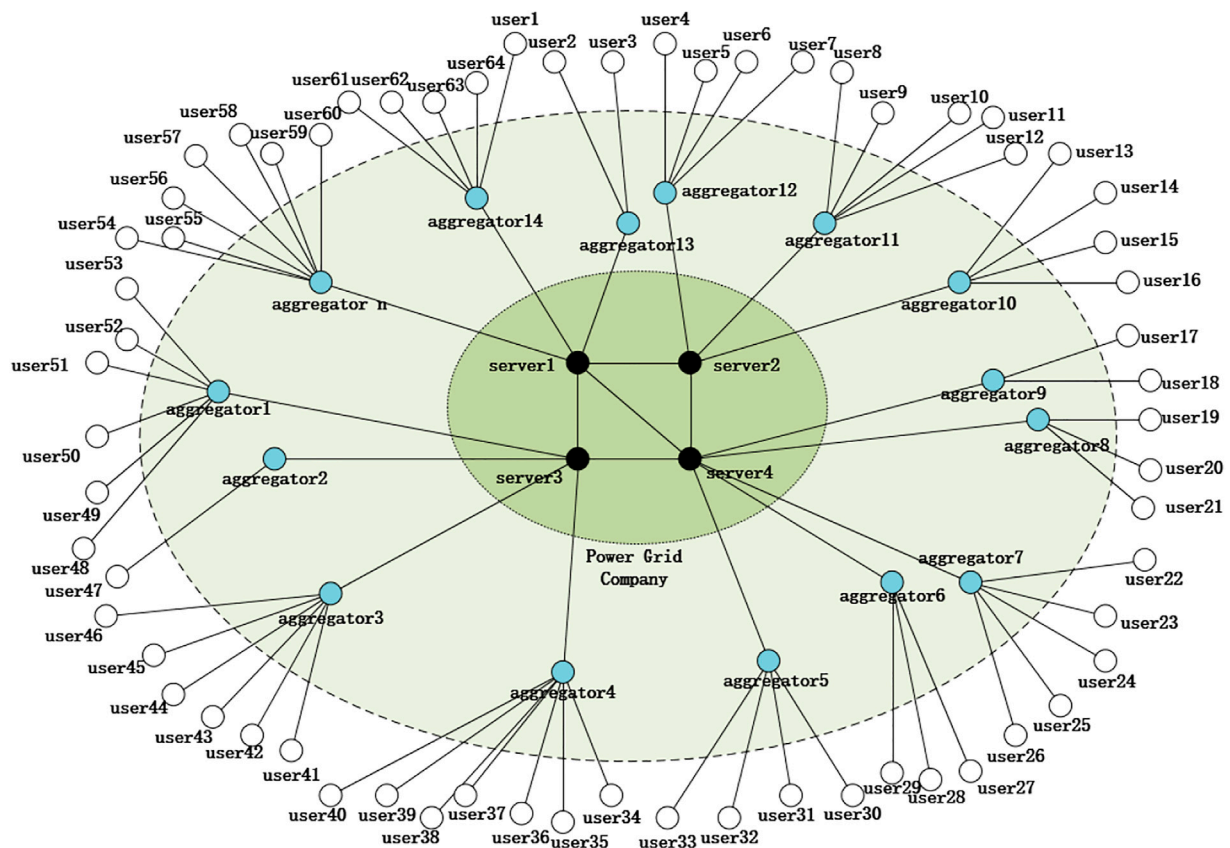 user1
user2
user3
user4
user5
user6
user7
user8
user64
user61
user62
user63
user9
user10
user11
user12
user13
user14
user15
user16
user17
user18
user19
user20
user21
user22
user23
user24
user25
user26
user27
user28
user29
user30
user31
user32
user33
user34
user35
user36
user37
user38
user39
user40
user41
user42
user43
user44
user45
user46
user47
user48
user49
user50
user51
user52
user53
user54
user55
user56
user57
user58
user59
user60
aggregator14
aggregator13
aggregator12
aggregator11
aggregator10
aggregator n
aggregator1
aggregator2
aggregator3
aggregator4
aggregator5
aggregator6
aggregator7
aggregator8
aggregator9
server1
server2
server3
server4
Power Grid
Company